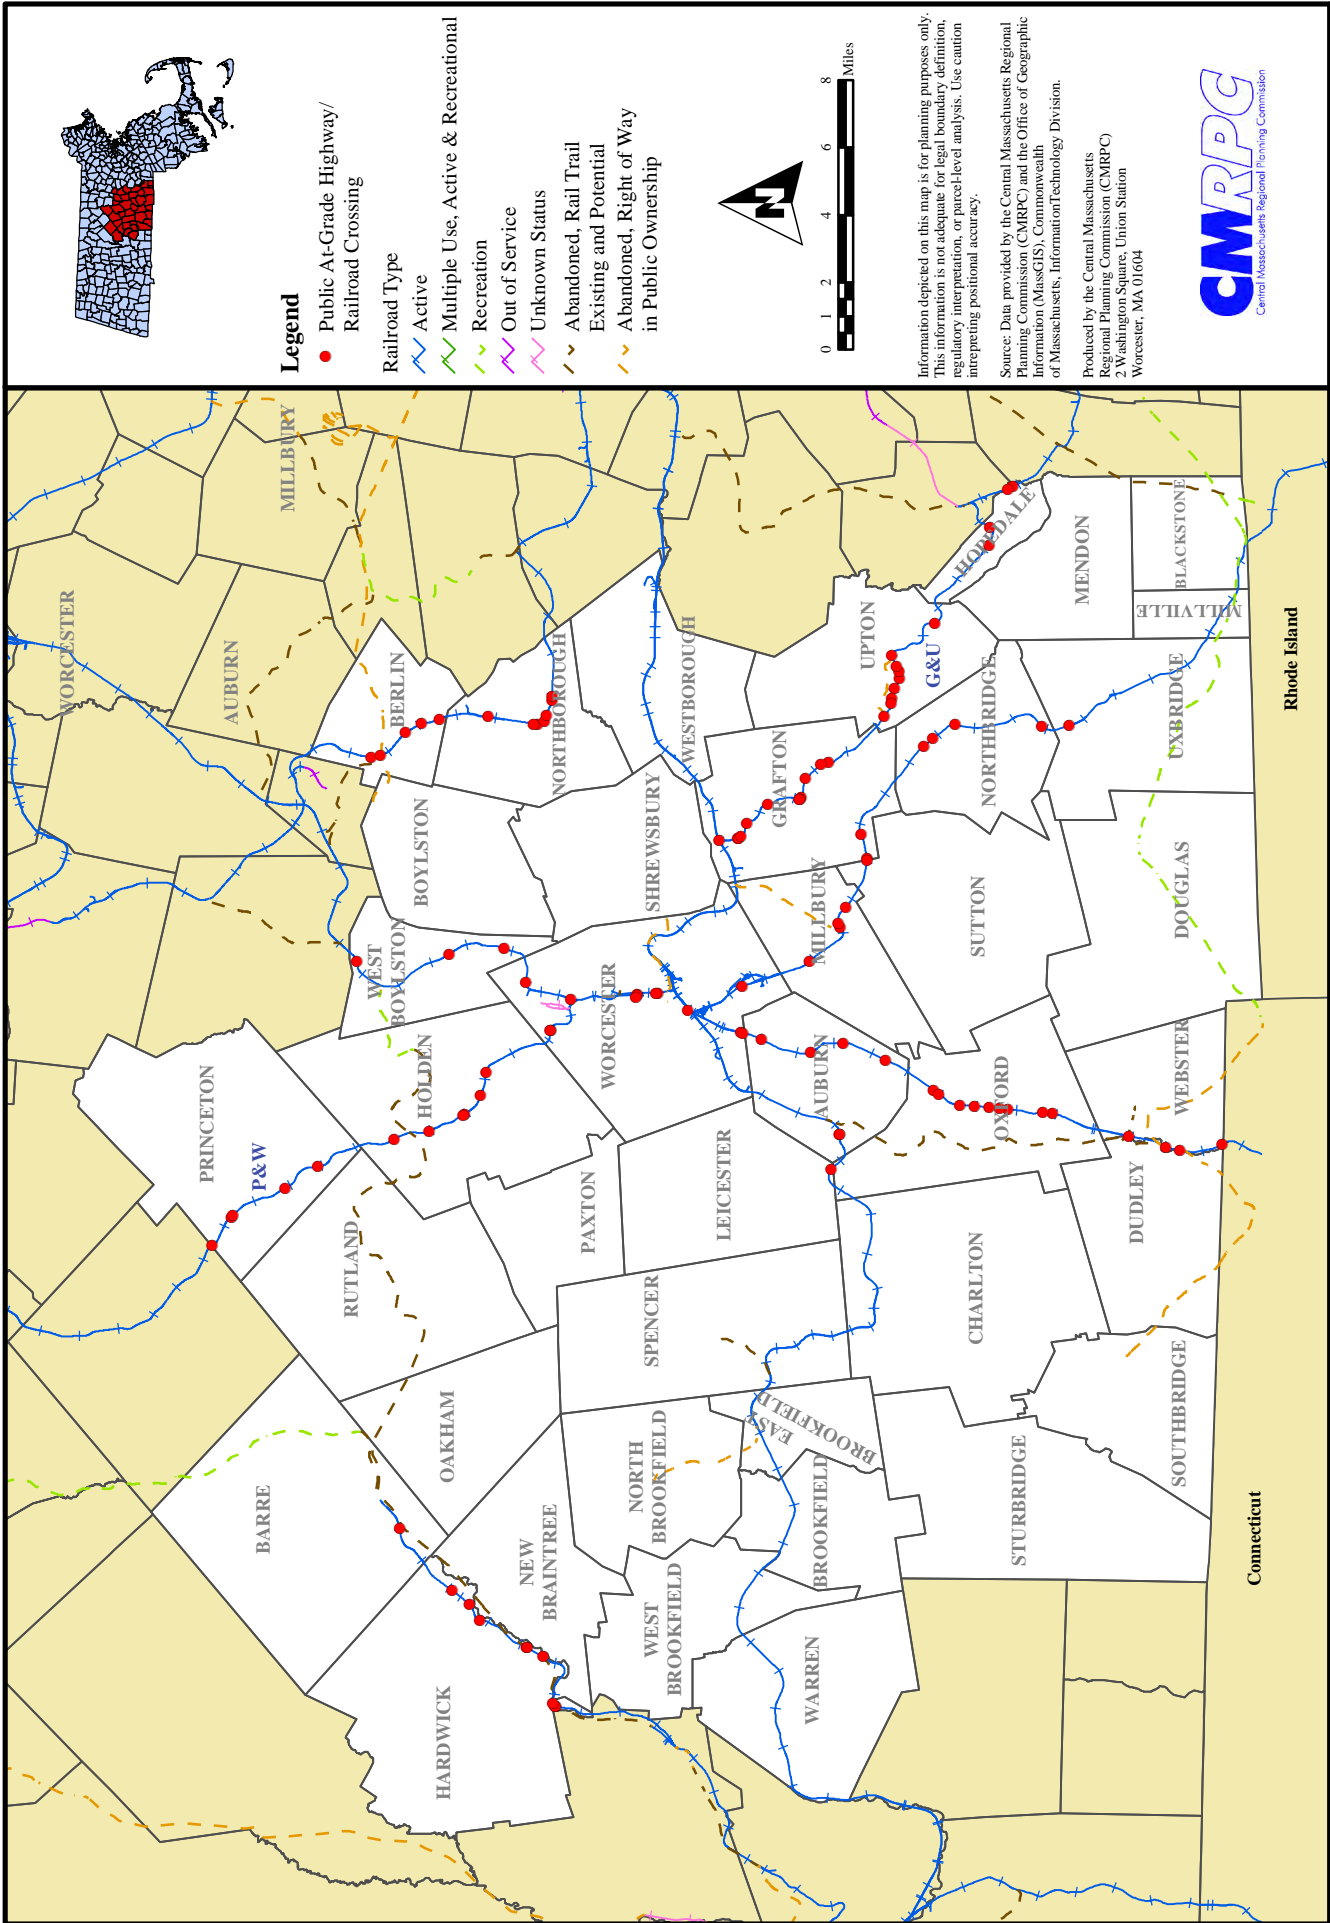 Legend
Public At-Grade Highway/
Railroad Crossing
Railroad Type
Active
Multiple Use, Active & Recreational
Recreation
Out of Service
Unknown Status
Abandoned, Rail Trail
Existing and Potential
Abandoned, Right of Way
in Public Ownership
N
0 1 2 4 6 8
Miles
Information depicted on this map is for planning purposes only.
This information is not adequate for legal boundary definition,
regulatory interpretation, or parcel-level analysis. Use caution
intrepreting positional accuracy.
Source: Data provided by the Central Massachusetts Regional
Planning Commission (CMRPC) and the Office of Geographic
Information (MassGIS), Commonwealth
of Massachusetts, InformationTechnology Division.
Produced by the Central Massachusetts
Regional Planning Commission (CMRPC)
2 Washington Square, Union Station
Worcester, MA 01604
CMRPC
Central Massachusetts Regional Planning Commission
WORCESTER
AUBURN
MILLBURY
BERLIN
NORTHBOROUGH
WESTBOROUGH
BOYLSTON
SHREWSBURY
WEST
BOYLSTON
PRINCETON
P&W
HOLDEN
WORCESTER
RUTLAND
PAXTON
LEICESTER
AUBURN
MILLBURY
GRAFTON
UPTON
G&U
HOPEDALE
MENDON
BLACKSTONE
MILLVILLE
NORTHBRIDGE
UXBRIDGE
SUTTON
DOUGLAS
OXFORD
WEBSTER
DUDLEY
CHARLTON
SPENCER
BARRE
OAKHAM
NORTH
BROOKFIELD
EAST
BROOKFIELD
NEW
BRAINTREE
BROOKFIELD
WEST
BROOKFIELD
HARDWICK
WARREN
STURBRIDGE
SOUTHBRIDGE
Connecticut
Rhode Island